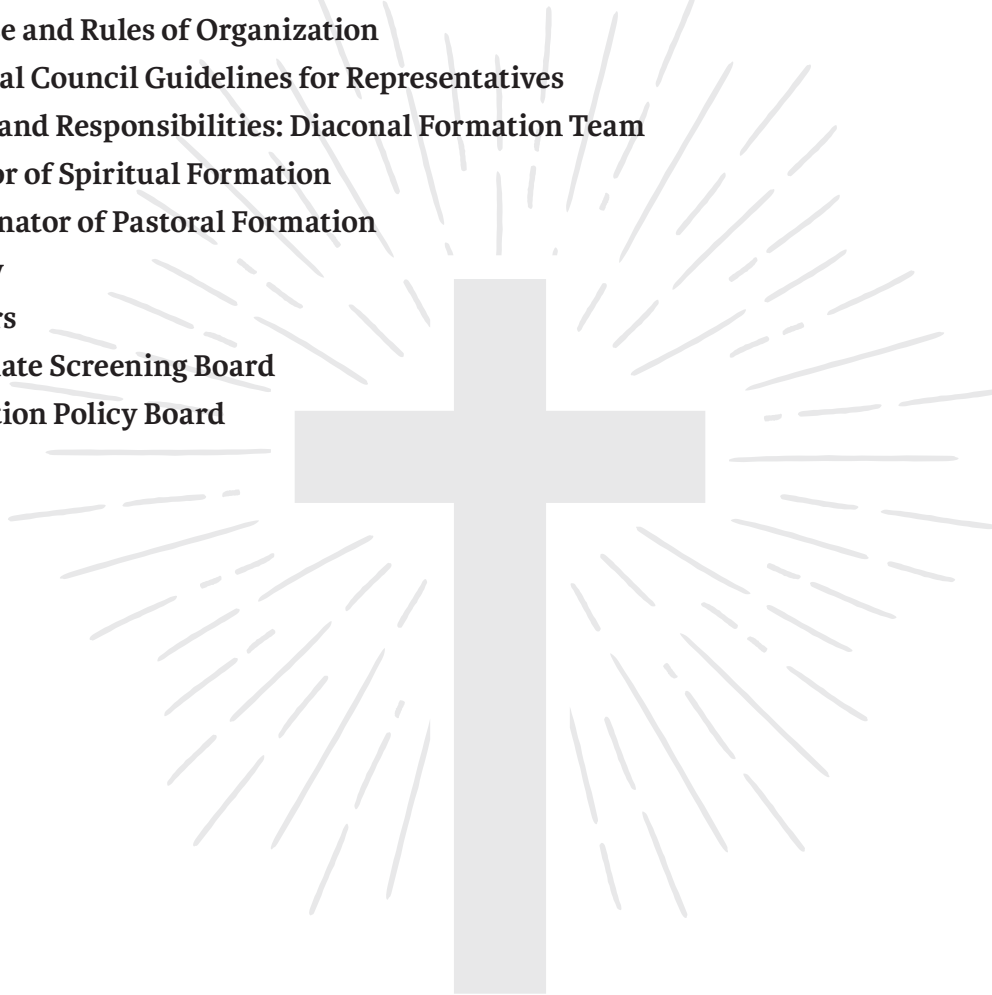 e and Rules of Organization
al Council Guidelines for Representatives
and Responsibilities: Diaconal Formation Team
or of Spiritual Formation
nator of Pastoral Formation
y
rs
ate Screening Board
tion Policy Board